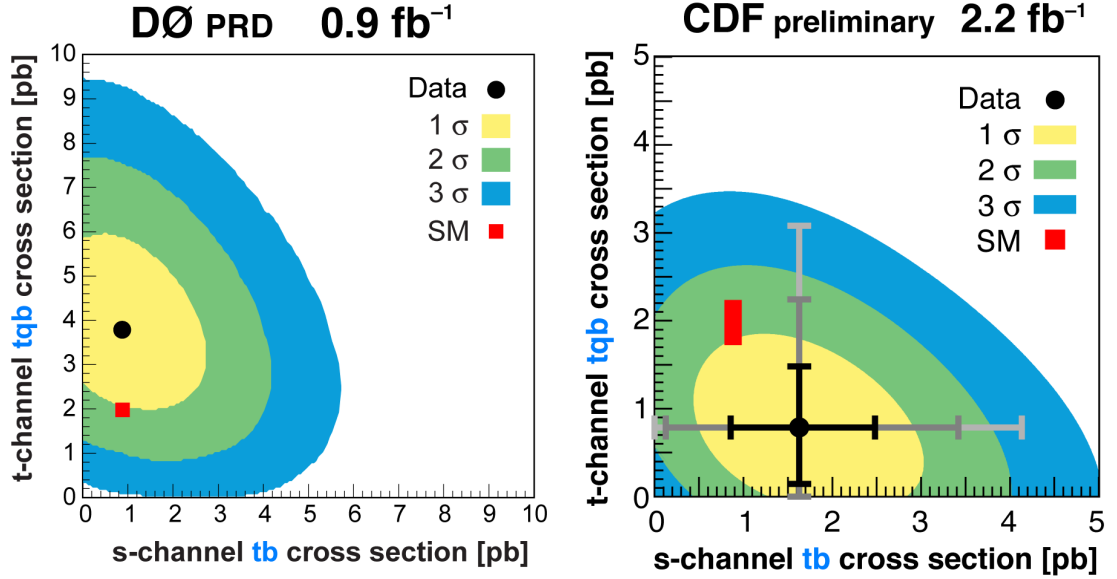 DØ PRD 0.9 fb⁻¹
t-channel tqb cross section [pb]
10
9
8
7
6
5
4
3
2
1
0
Data
1 σ
2 σ
3 σ
SM
0 1 2 3 4 5 6 7 8 9 10
s-channel tb cross section [pb]
CDF preliminary 2.2 fb⁻¹
t-channel tqb cross section [pb]
5
4
3
2
1
0
Data
1 σ
2 σ
3 σ
SM
0 1 2 3 4 5
s-channel tb cross section [pb]